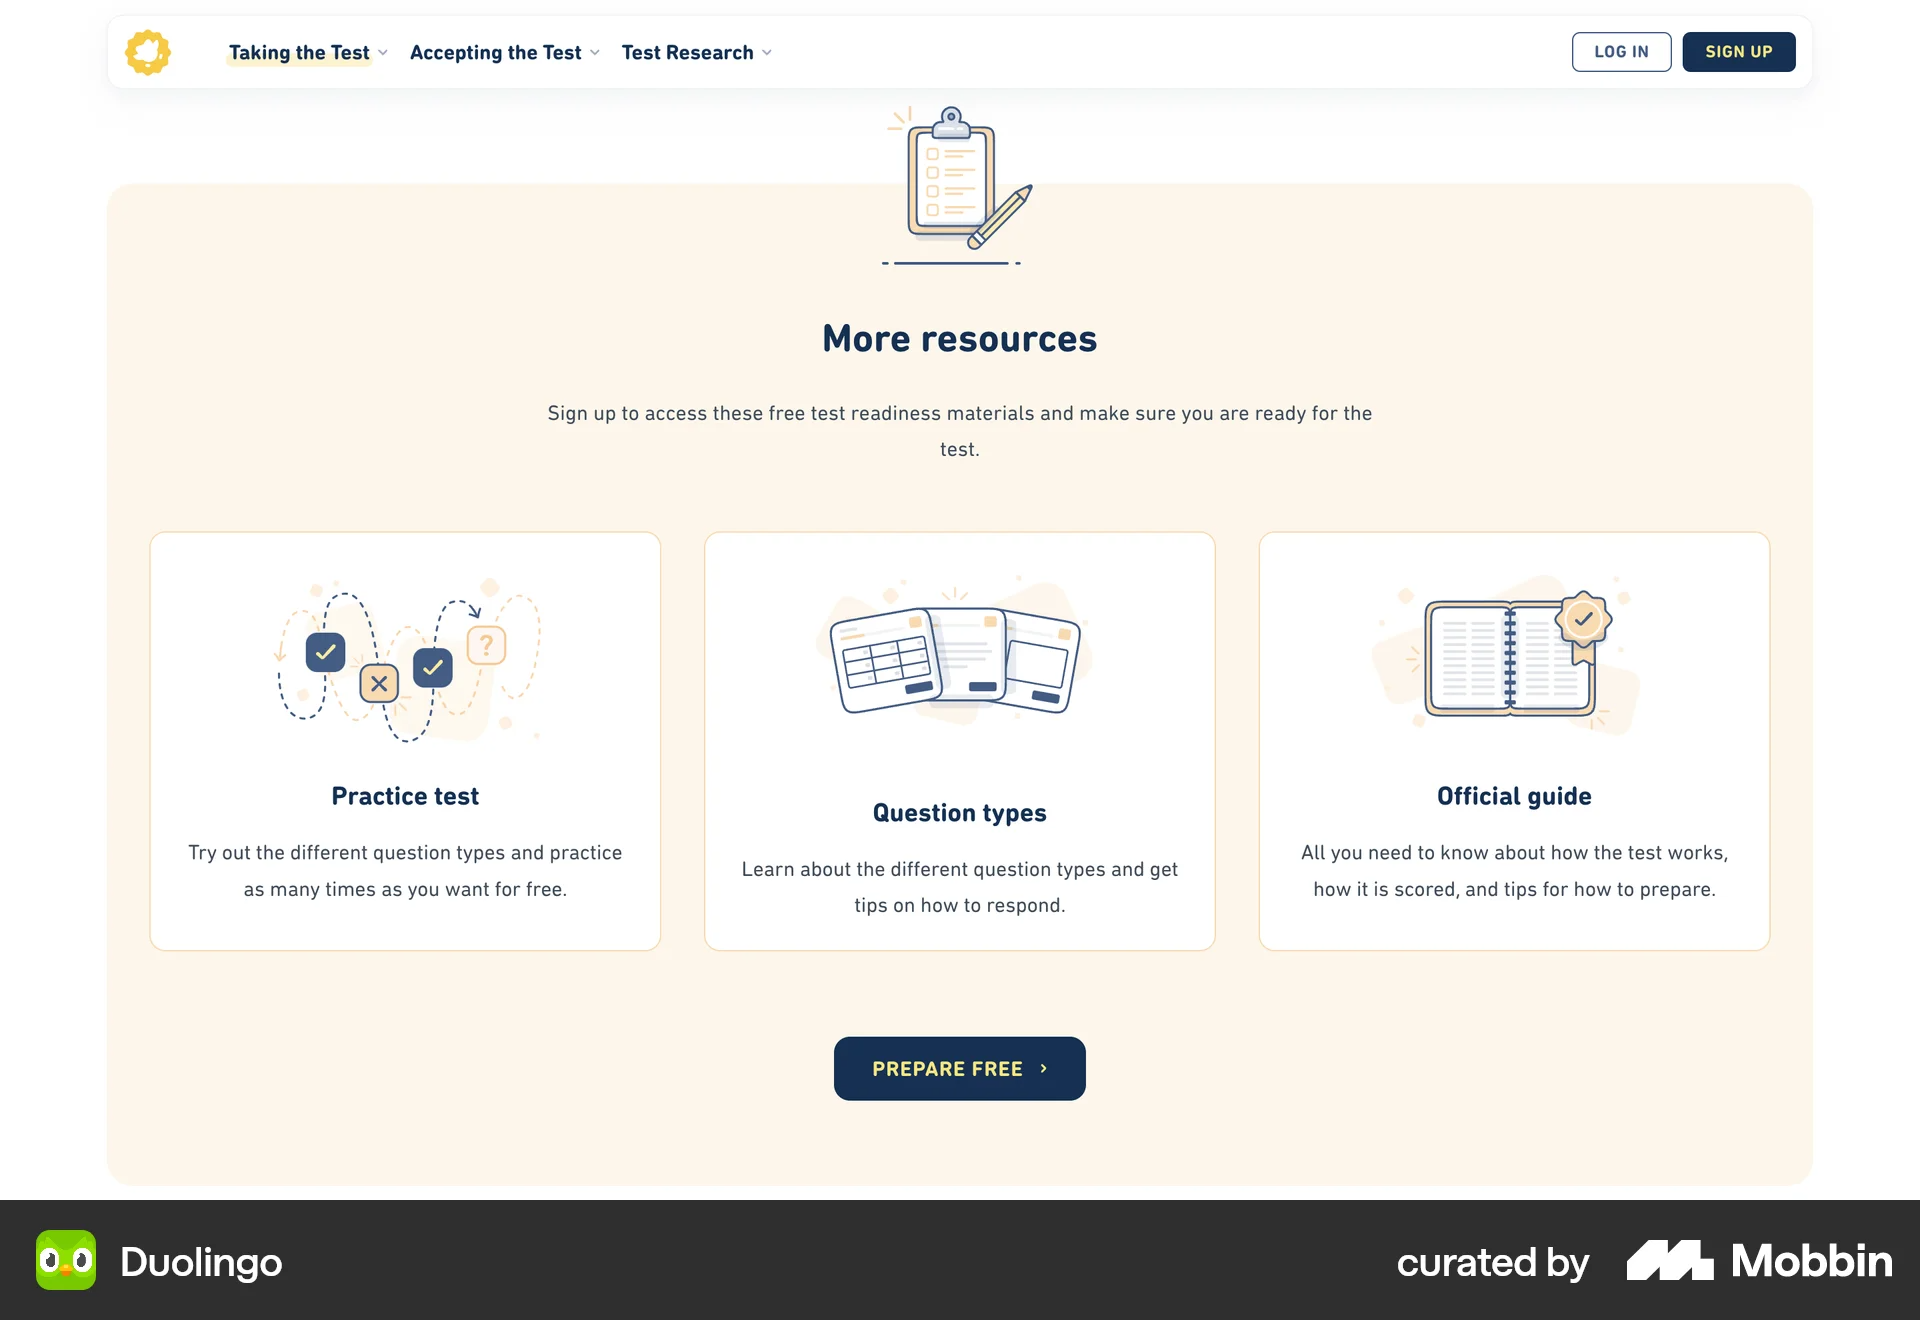 Taking the Test
Accepting the Test
Test Research
LOG IN
SIGN UP
More resources
Sign up to access these free test readiness materials and make sure you are ready for the
test.
?
Practice test
Try out the different question types and practice
as many times as you want for free.
Question types
Learn about the different question types and get
tips on how to respond.
Official guide
All you need to know about how the test works,
how it is scored, and tips for how to prepare.
PREPARE FREE
Duolingo
curated by
Mobbin